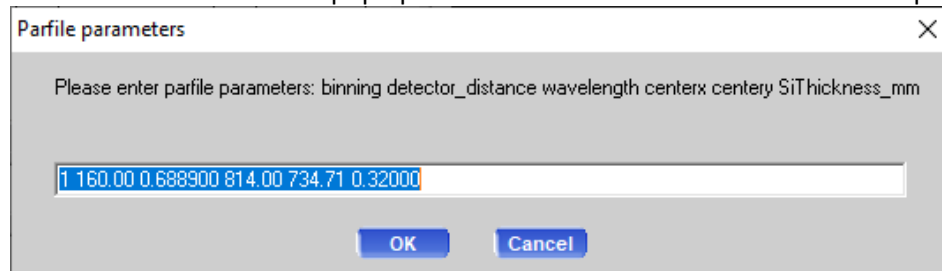 Parfile parameters
Please enter parfile parameters: binning detector_distance wavelength centerx centery SiThickness_mm
1 160.00 0.688900 814.00 734.71 0.32000
OK Cancel